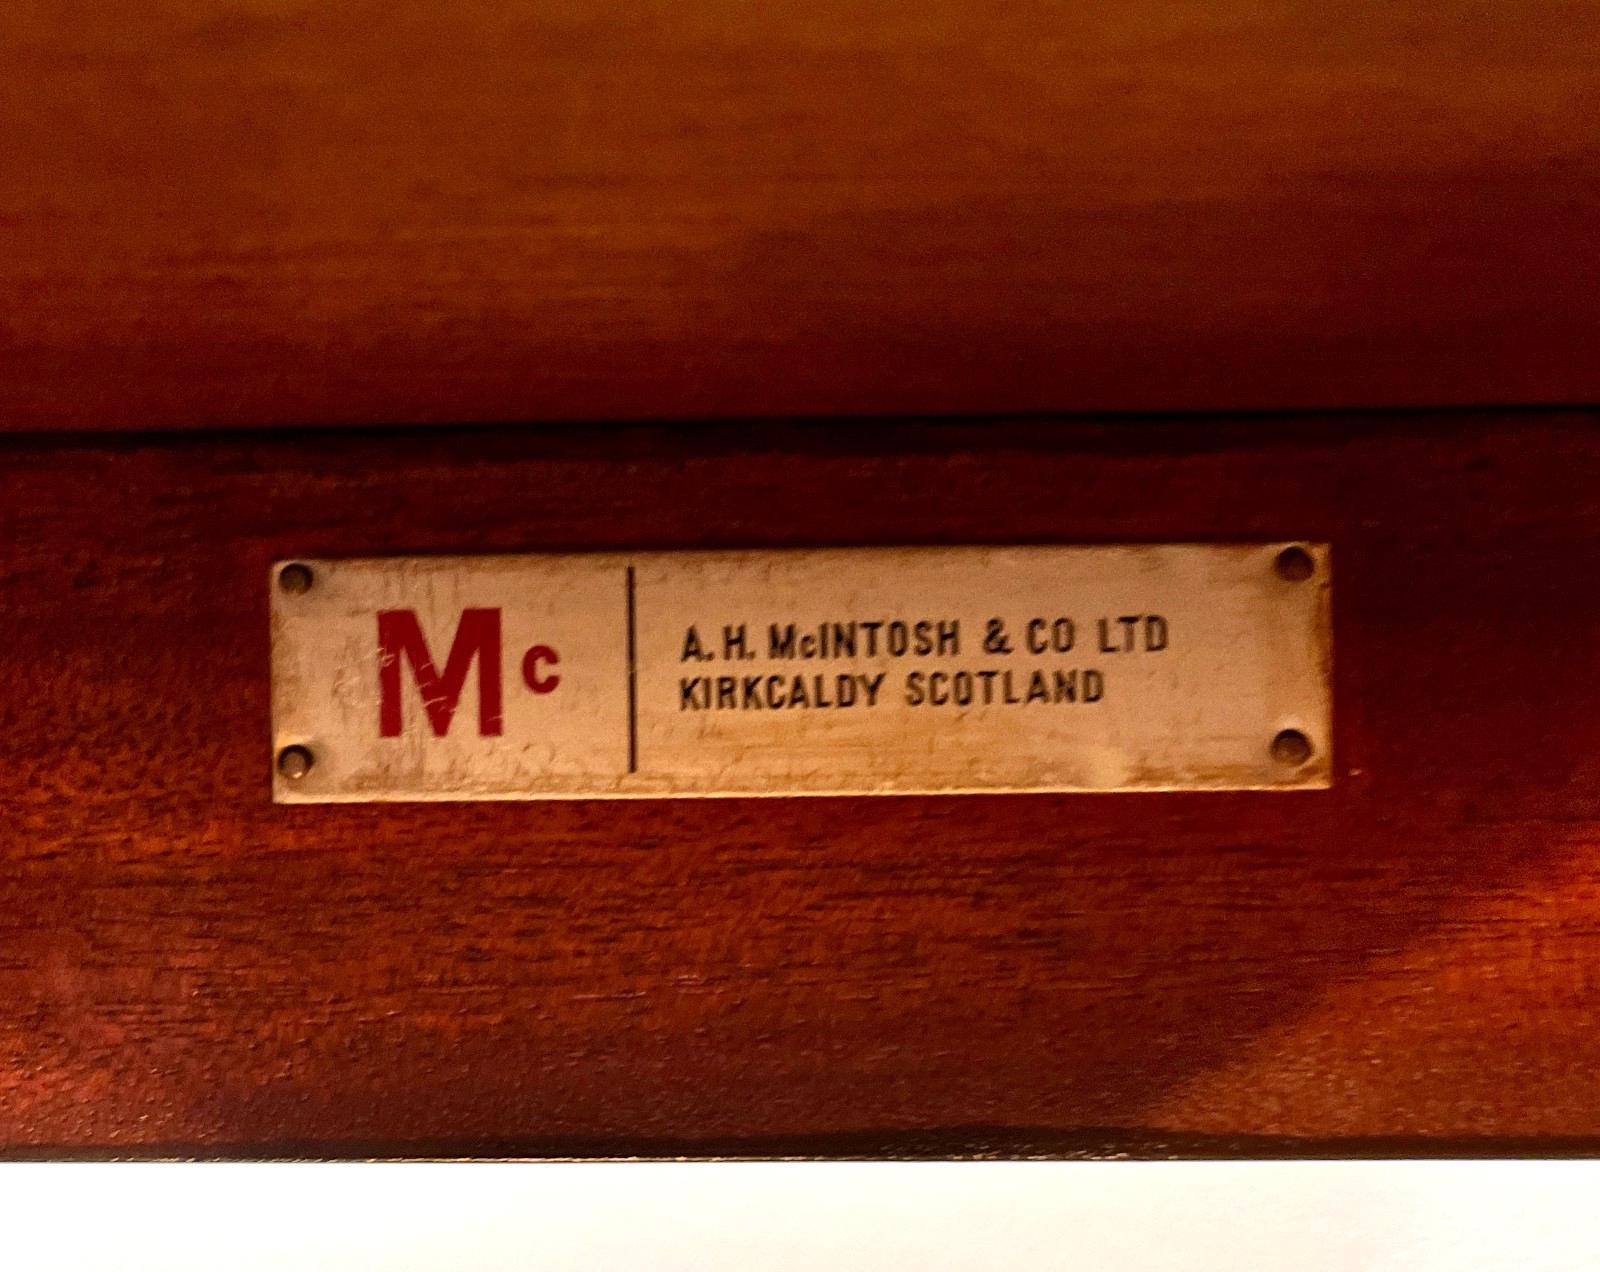 Mc
A.H. McINTOSH & CO LTD
KIRKCALDY SCOTLAND